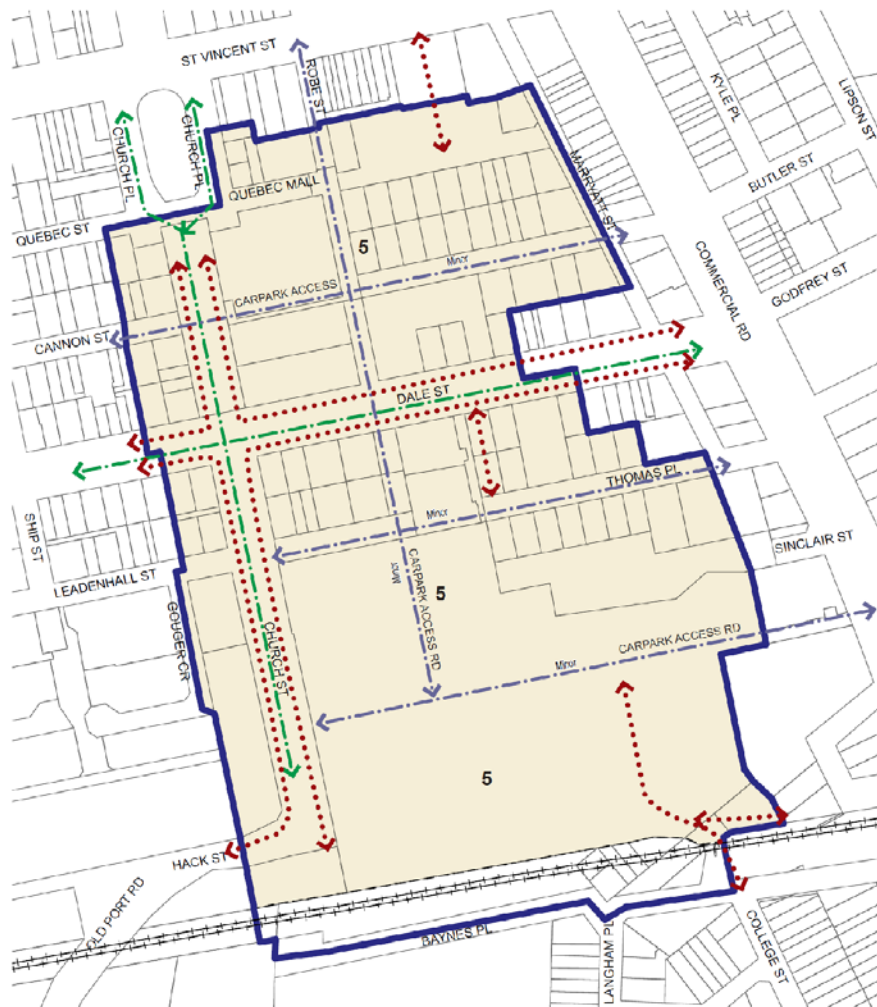 ST VINCENT ST
ROBE ST
KYLE PL
LIPSON ST
CHURCH PL
CHURCH PL
MARRYATT ST
BUTLER ST
QUEBEC MALL
QUEBEC ST
5
Minor
COMMERCIAL RD
GODFREY ST
CARPARK ACCESS
CANNON ST
DALE ST
THOMAS PL
Minor
SHIP ST
SINCLAIR ST
LEADENHALL ST
CARPARK ACCESS RD
Minor
5
GOUGER CR
CHURCH ST
CARPARK ACCESS RD
Minor
5
HACK ST
OLD PORT RD
BAYNES PL
LANGHAM PL
COLLEGE ST